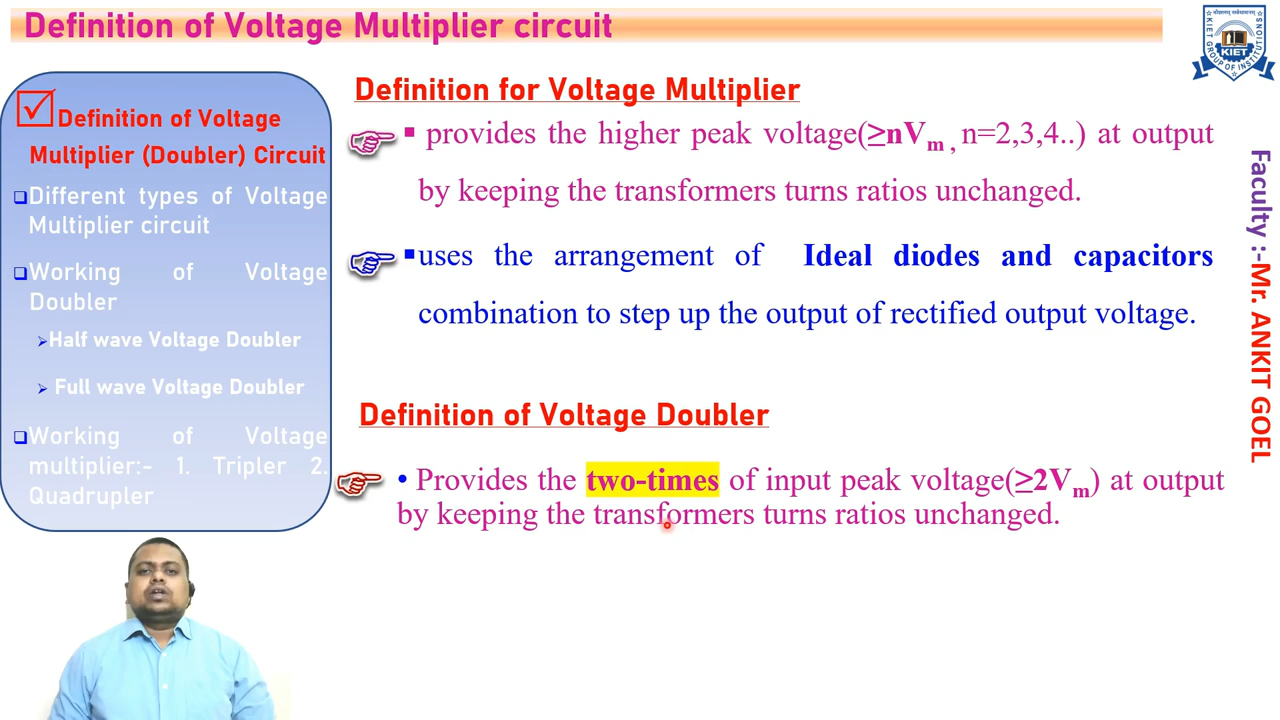 Definition of Voltage Multiplier circuit
KIET
KIET GROUP OF INSTITUTIONS
Definition of Voltage
Multiplier (Doubler) Circuit
Different types of Voltage
Multiplier circuit
Working of Voltage
Doubler
Half wave Voltage Doubler
Full wave Voltage Doubler
Working of Voltage
multiplier:- 1. Tripler 2.
Quadrupler
Definition for Voltage Multiplier
provides the higher peak voltage(≥nVm , n=2,3,4..) at output
by keeping the transformers turns ratios unchanged.
uses the arrangement of Ideal diodes and capacitors
combination to step up the output of rectified output voltage.
Definition of Voltage Doubler
• Provides the two-times of input peak voltage(≥2Vm) at output
by keeping the transformers turns ratios unchanged.
Faculty :-Mr. ANKIT GOEL